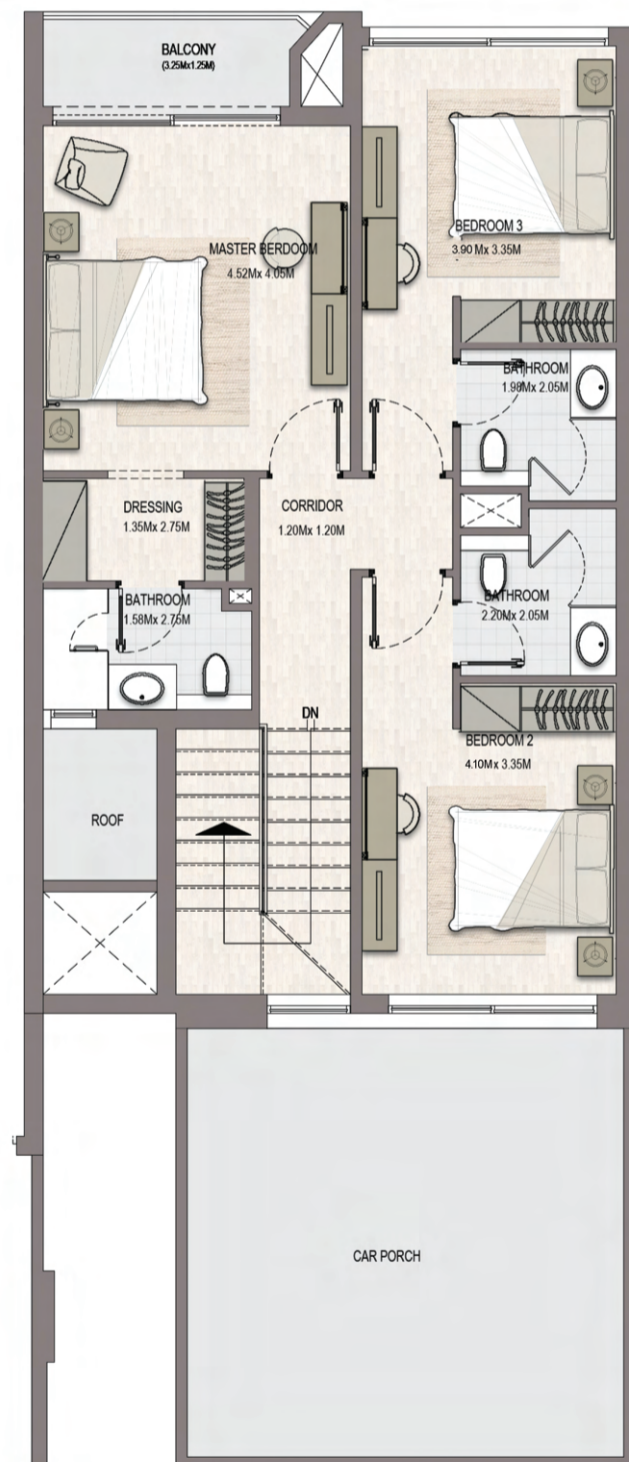 BALCONY
(3.25Mx1.25M)
BEDROOM 3
3.90 Mx 3.35M
MASTER BERDOOM
4.52Mx 4.05M
BATHROOM
1.98Mx 2.05M
DRESSING
1.35Mx 2.75M
CORRIDOR
1.20Mx 1.20M
BATHROOM
1.58Mx 2.75M
BATHROOM
2.20Mx 2.05M
DN
BEDROOM 2
4.10Mx 3.35M
ROOF
CAR PORCH